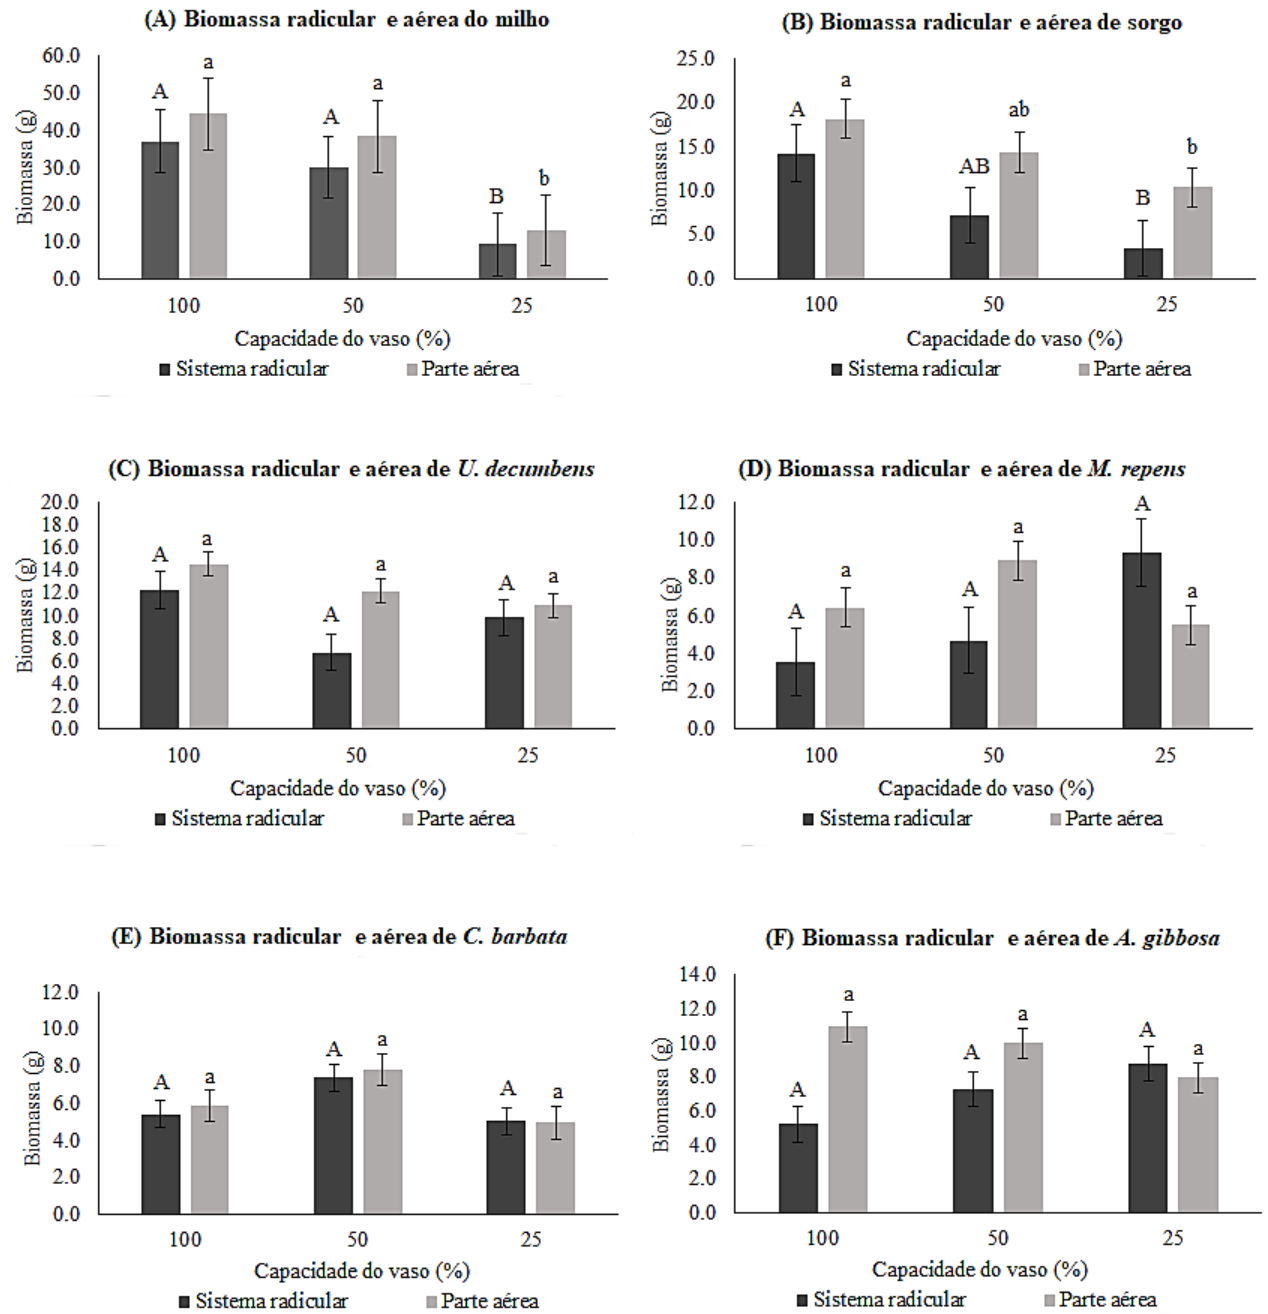 (A) Biomassa radicular e aérea do milho
60.0
50.0
40.0
30.0
20.0
10.0
0.0
Biomassa (g)
A
a
A
a
B
b
100
50
25
Capacidade do vaso (%)
Sistema radicular
Parte aérea
(B) Biomassa radicular e aérea de sorgo
25.0
20.0
15.0
10.0
5.0
0.0
Biomassa (g)
A
a
AB
ab
B
b
100
50
25
Capacidade do vaso (%)
Sistema radicular
Parte aérea
(C) Biomassa radicular e aérea de U. decumbens
20.0
18.0
16.0
14.0
12.0
10.0
8.0
6.0
4.0
2.0
0.0
Biomassa (g)
A
a
A
a
A
a
100
50
25
Capacidade do vaso (%)
Sistema radicular
Parte aérea
(D) Biomassa radicular e aérea de M. repens
12.0
10.0
8.0
6.0
4.0
2.0
0.0
Biomassa (g)
A
a
A
a
A
a
100
50
25
Capacidade do vaso (%)
Sistema radicular
Parte aérea
(E) Biomassa radicular e aérea de C. barbata
12.0
10.0
8.0
6.0
4.0
2.0
0.0
Biomassa (g)
A
a
A
a
A
a
100
50
25
Capacidade do vaso (%)
Sistema radicular
Parte aérea
(F) Biomassa radicular e aérea de A. gibbosa
14.0
12.0
10.0
8.0
6.0
4.0
2.0
0.0
Biomassa (g)
A
a
A
a
A
a
100
50
25
Capacidade do vaso (%)
Sistema radicular
Parte aérea